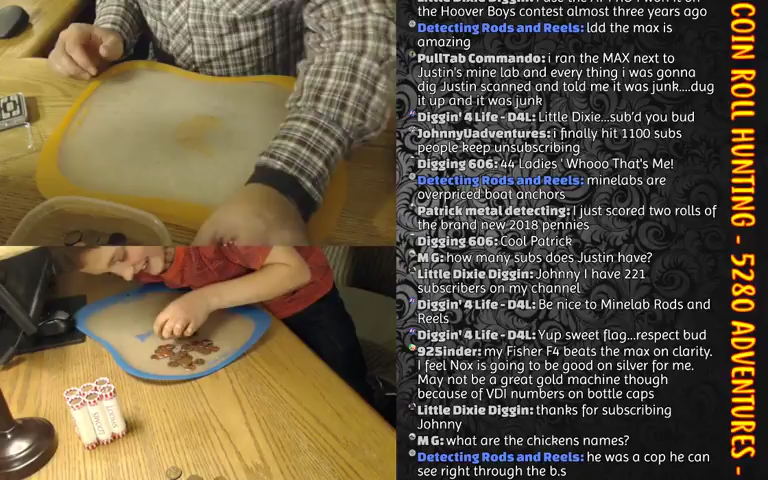 the Hoover Boys contest almost three years ago
Detecting Rods and Reels: ldd the max is
amazing
PullTab Commando: i ran the MAX next to
Justin's mine lab and every thing i was gonna
dig Justin scanned and told me it was junk....dug
it up and it was junk
Diggin' 4 Life - D4L: Little Dixie...sub'd you bud
JohnnyUadventures: i finally hit 1100 subs
people keep unsubscribing
Digging 606: 44 Ladies ' Whooo That's Me!
Detecting Rods and Reels: minelabs are
overpriced boat anchors
Patrick metal detecting: I just scored two rolls of
the brand new 2018 pennies
Digging 606: Cool Patrick
M G: how many subs does Justin have?
Little Dixie Diggin: Johnny I have 221
subscribers on my channel
Diggin' 4 Life - D4L: Be nice to Minelab Rods and
Reels
Diggin' 4 Life - D4L: Yup sweet flag...respect bud
92Sinder: my Fisher F4 beats the max on clarity.
I feel Nox is going to be good on silver for me.
May not be a great gold machine though
because of VDI numbers on bottle caps
Little Dixie Diggin: thanks for subscribing
Johnny
M G: what are the chickens names?
Detecting Rods and Reels: he was a cop he can
see right through the b.s
COIN ROLL HUNTING - 5280 ADVENTURES -